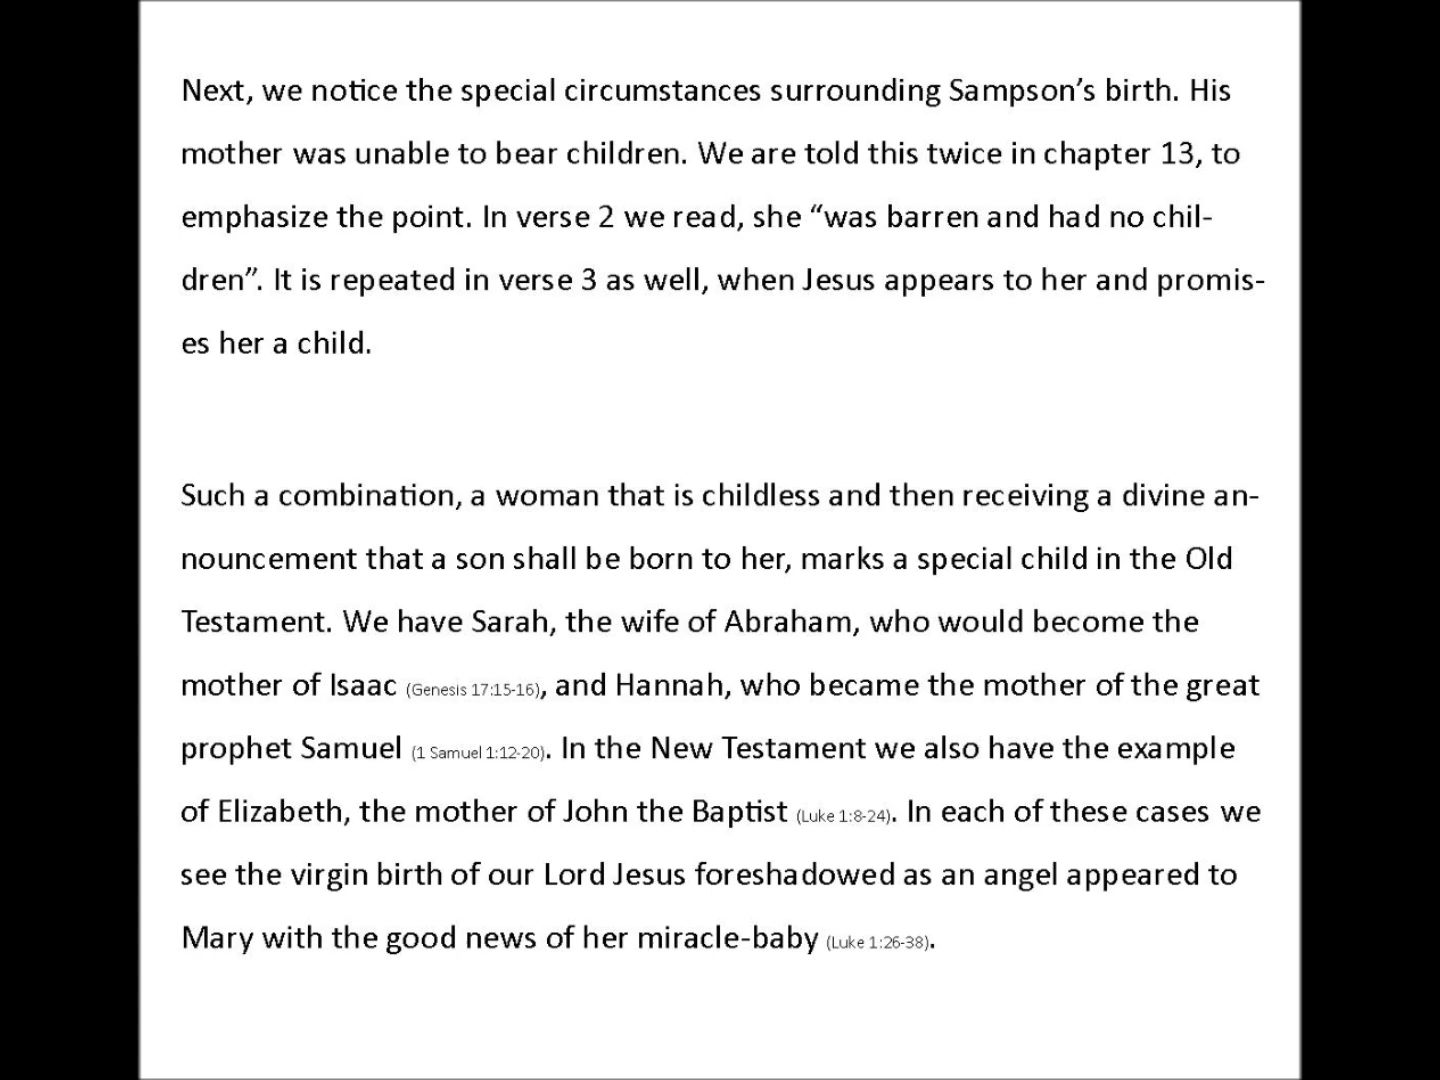 Next, we notice the special circumstances surrounding Sampson’s birth. His
mother was unable to bear children. We are told this twice in chapter 13, to
emphasize the point. In verse 2 we read, she “was barren and had no chil-
dren”. It is repeated in verse 3 as well, when Jesus appears to her and promis-
es her a child.
Such a combination, a woman that is childless and then receiving a divine an-
nouncement that a son shall be born to her, marks a special child in the Old
Testament. We have Sarah, the wife of Abraham, who would become the
mother of Isaac (Genesis 17:15-16), and Hannah, who became the mother of the great
prophet Samuel (1 Samuel 1:12-20). In the New Testament we also have the example
of Elizabeth, the mother of John the Baptist (Luke 1:8-24). In each of these cases we
see the virgin birth of our Lord Jesus foreshadowed as an angel appeared to
Mary with the good news of her miracle-baby (Luke 1:26-38).